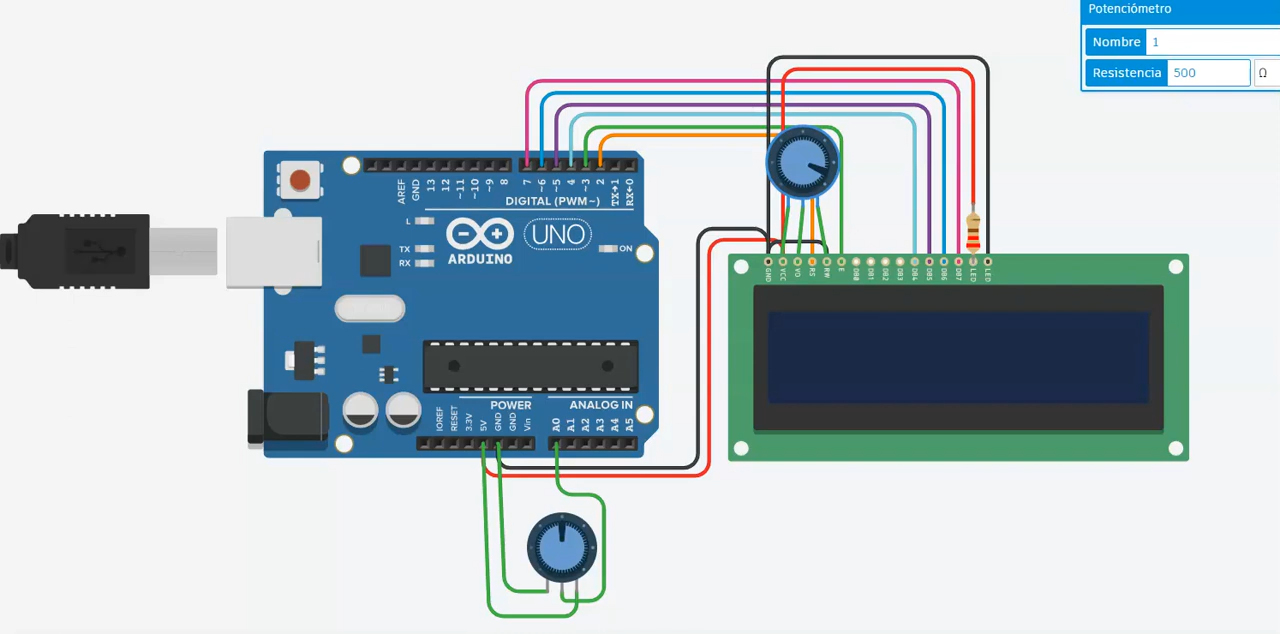 Potenciómetro
Nombre 1
Resistencia 500 Ω
AREF
GND
13
12
~11
~10
~9
8
7
~6
~5
4
~3
2
TX→1
RX←0
DIGITAL (PWM~)
L
TX
RX
UNO
ON
ARDUINO
POWER
ANALOG IN
IOREF
RESET
3.3V
5V
GND
GND
Vin
A0
A1
A2
A3
A4
A5
GND
VCC
VO
RS
RW
E
DB0
DB1
DB2
DB3
DB4
DB5
DB6
DB7
LED
LED